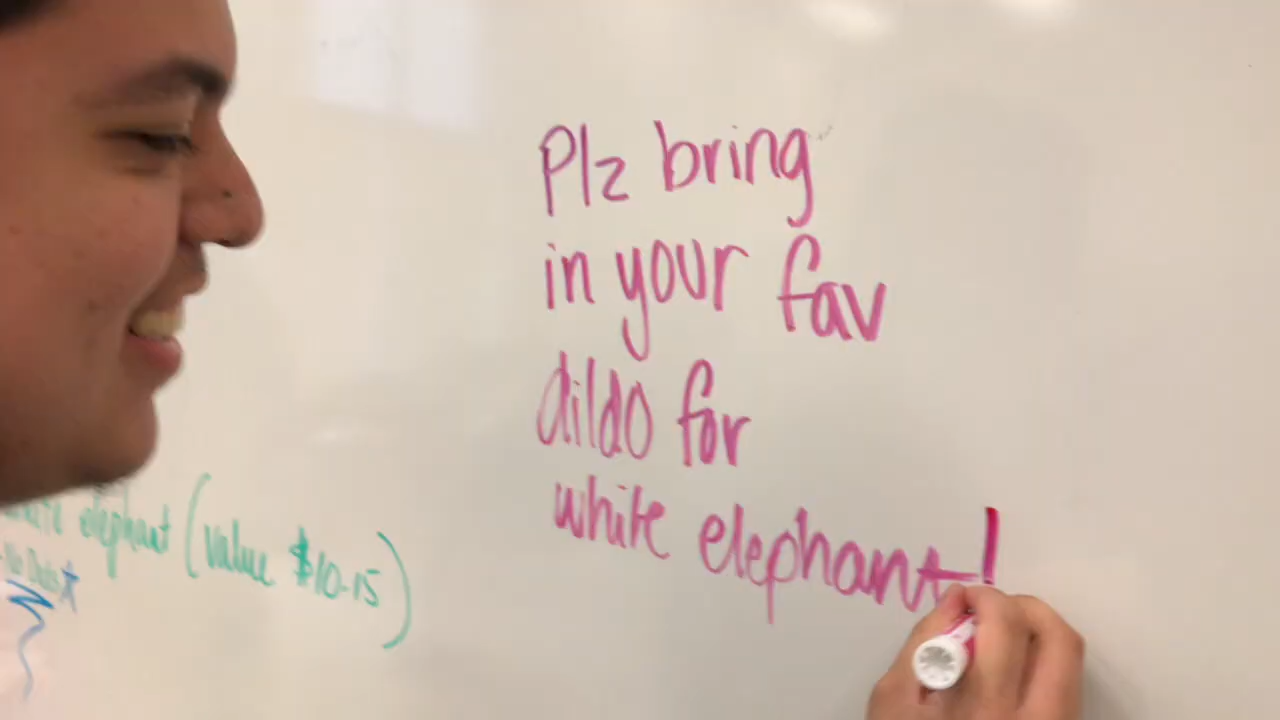 Plz bring
in your fav
dildo for
white elephant!
elephant (value $10-15)